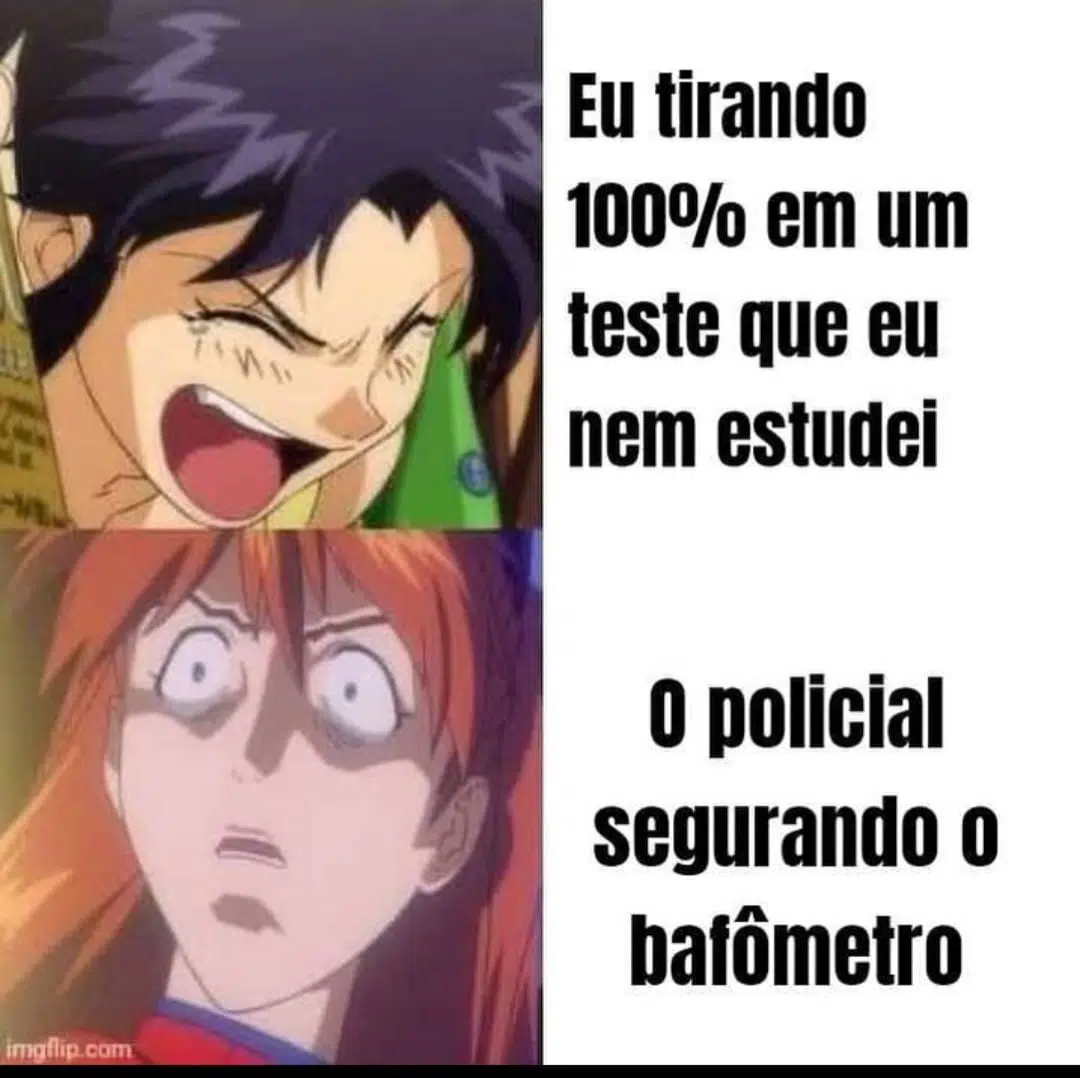 Eu tirando
100% em um
teste que eu
nem estudei
O policial
segurando o
bafômetro
imgflip.com